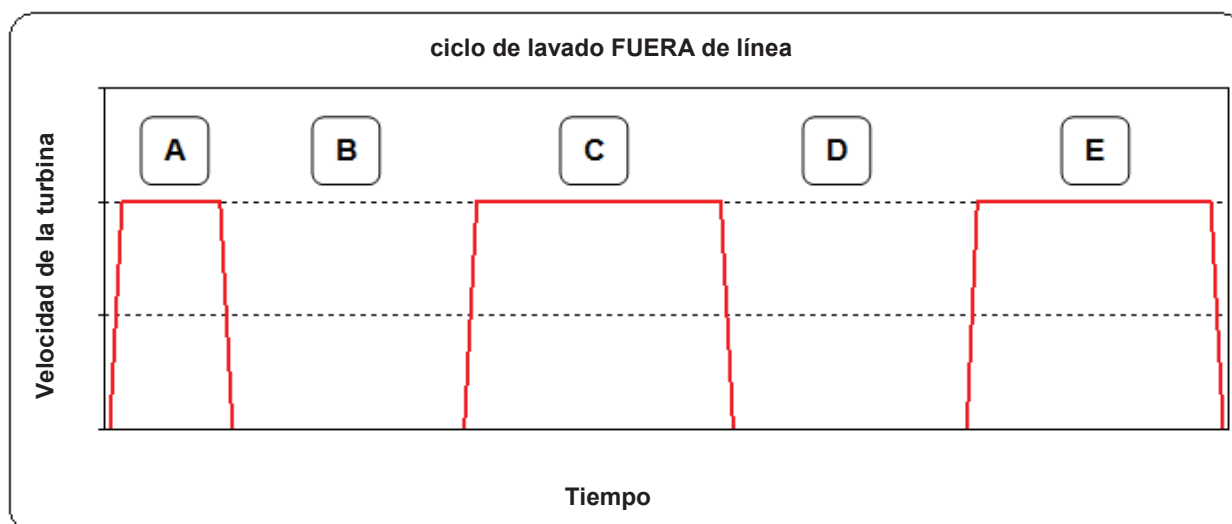 ciclo de lavado FUERA de línea
A B C D E
Velocidad de la turbina
Tiempo